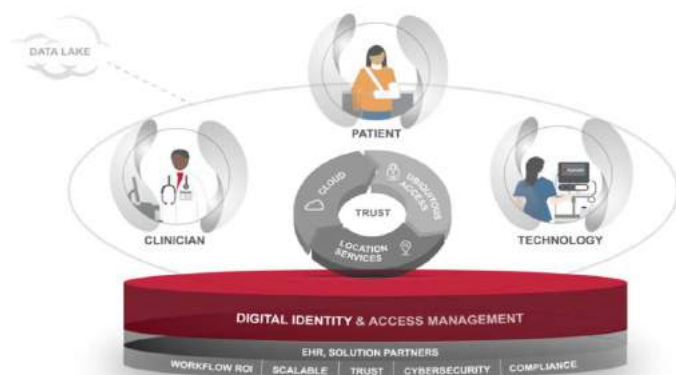 DATA LAKE
PATIENT
CLINICIAN
TECHNOLOGY
CLOUD
UBIQUITOUS
ACCESS
TRUST
LOCATION
SERVICES
DIGITAL IDENTITY & ACCESS MANAGEMENT
EHR, SOLUTION PARTNERS
WORKFLOW ROI | SCALABLE | TRUST | CYBERSECURITY | COMPLIANCE